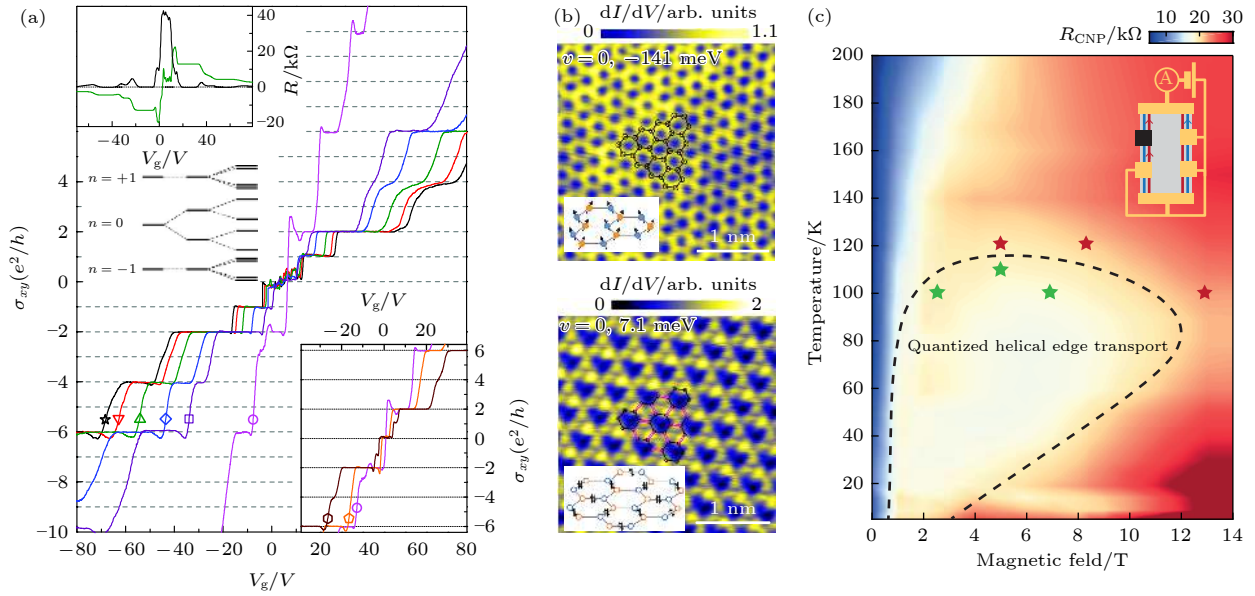 (a)
40
20
0
−20
R/kΩ
−40
0
40
V_g/V
n = +1
n = 0
n = −1
4
2
0
−2
−4
−6
−8
−10
σ_xy(e²/h)
−80
−60
−40
−20
0
20
40
60
80
V_g/V
V_g/V
−20
0
20
6
4
2
0
−2
−4
−6
σ_xy(e²/h)
(b)
dI/dV/arb. units
0
1.1
v = 0, −141 meV
1 nm
dI/dV/arb. units
0
2
v = 0, 7.1 meV
1 nm
(c)
R_CNP/kΩ
10
20
30
A
200
180
160
140
120
100
80
60
40
20
Temperature/K
Quantized helical edge transport
0
2
4
6
8
10
12
14
Magnetic feld/T